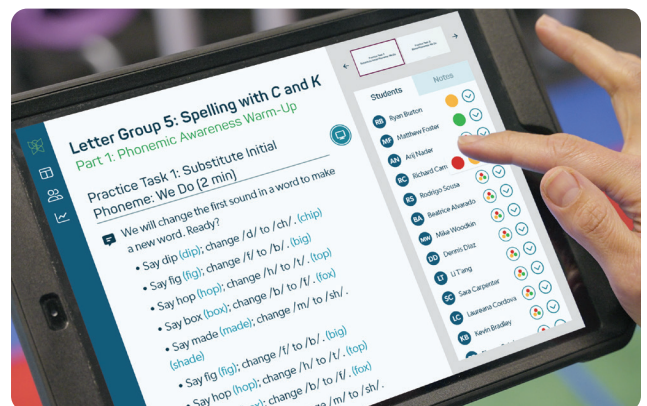 Letter Group 5: Spelling with C and K
Part 1: Phonemic Awareness Warm-Up
Practice Task 1: Substitute Initial
Phoneme: We Do (2 min)
We will change the first sound in a word to make
a new word. Ready?
• Say dip (dip); change /d/ to /ch/. (chip)
• Say fig (fig); change /f/ to /b/. (big)
• Say hop (hop); change /h/ to /t/. (top)
• Say box (box); change /b/ to /f/. (fox)
• Say made (made); change /m/ to /sh/.
(shade)
• Say fig (fig); change /f/ to /b/. (big)
• Say hop (hop); change /h/ to /t/. (top)
change /b/ to /f/. (fox)
/m/ to /sh/.
Students
Notes
RB Ryan Burton
MF Matthew Foster
AN Arij Nader
RC Richard Cam
RS Rodrigo Sousa
BA Beatrice Alvarado
MW Mika Woodkin
DD Dennis Diaz
LT Li T'ang
SC Sara Carpenter
LC Laureana Cordova
KB Kevin Bradley